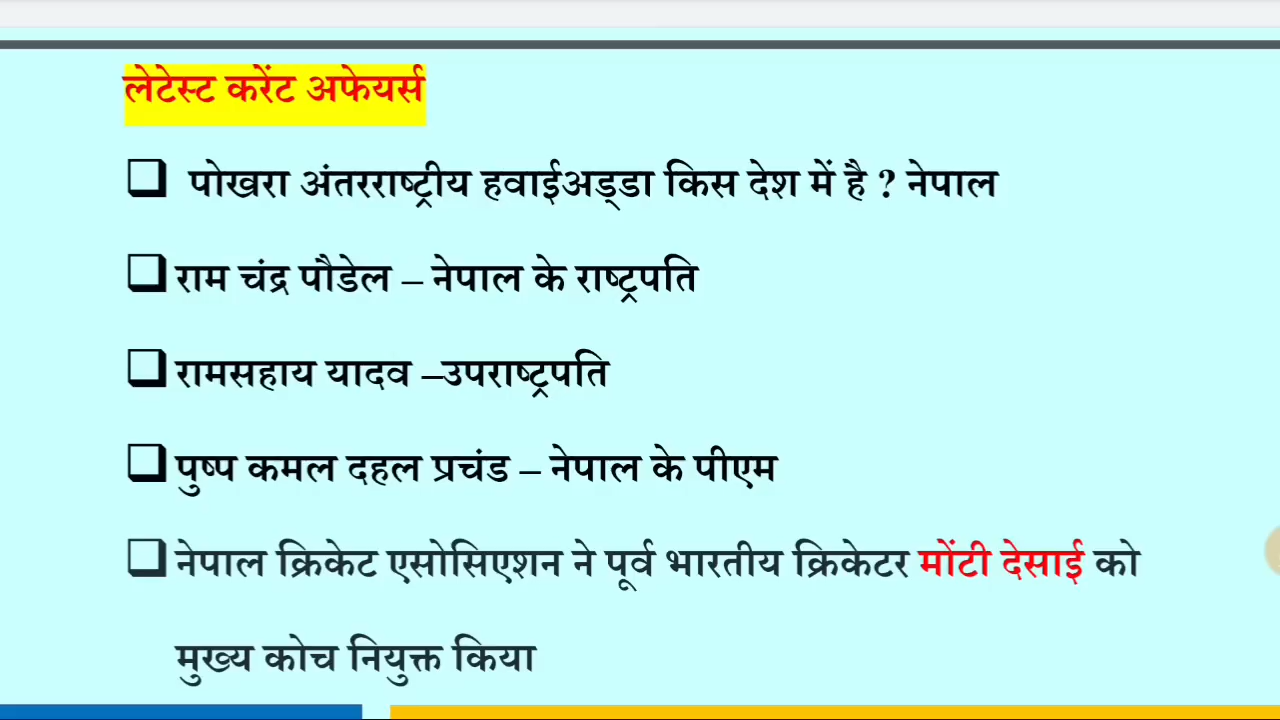 लेटेस्ट करेंट अफेयर्स
❑ पोखरा अंतरराष्ट्रीय हवाईअड्डा किस देश में है ? नेपाल
❑ राम चंद्र पौडेल – नेपाल के राष्ट्रपति
❑ रामसहाय यादव –उपराष्ट्रपति
❑ पुष्प कमल दहल प्रचंड – नेपाल के पीएम
❑ नेपाल क्रिकेट एसोसिएशन ने पूर्व भारतीय क्रिकेटर मोंटी देसाई को
मुख्य कोच नियुक्त किया